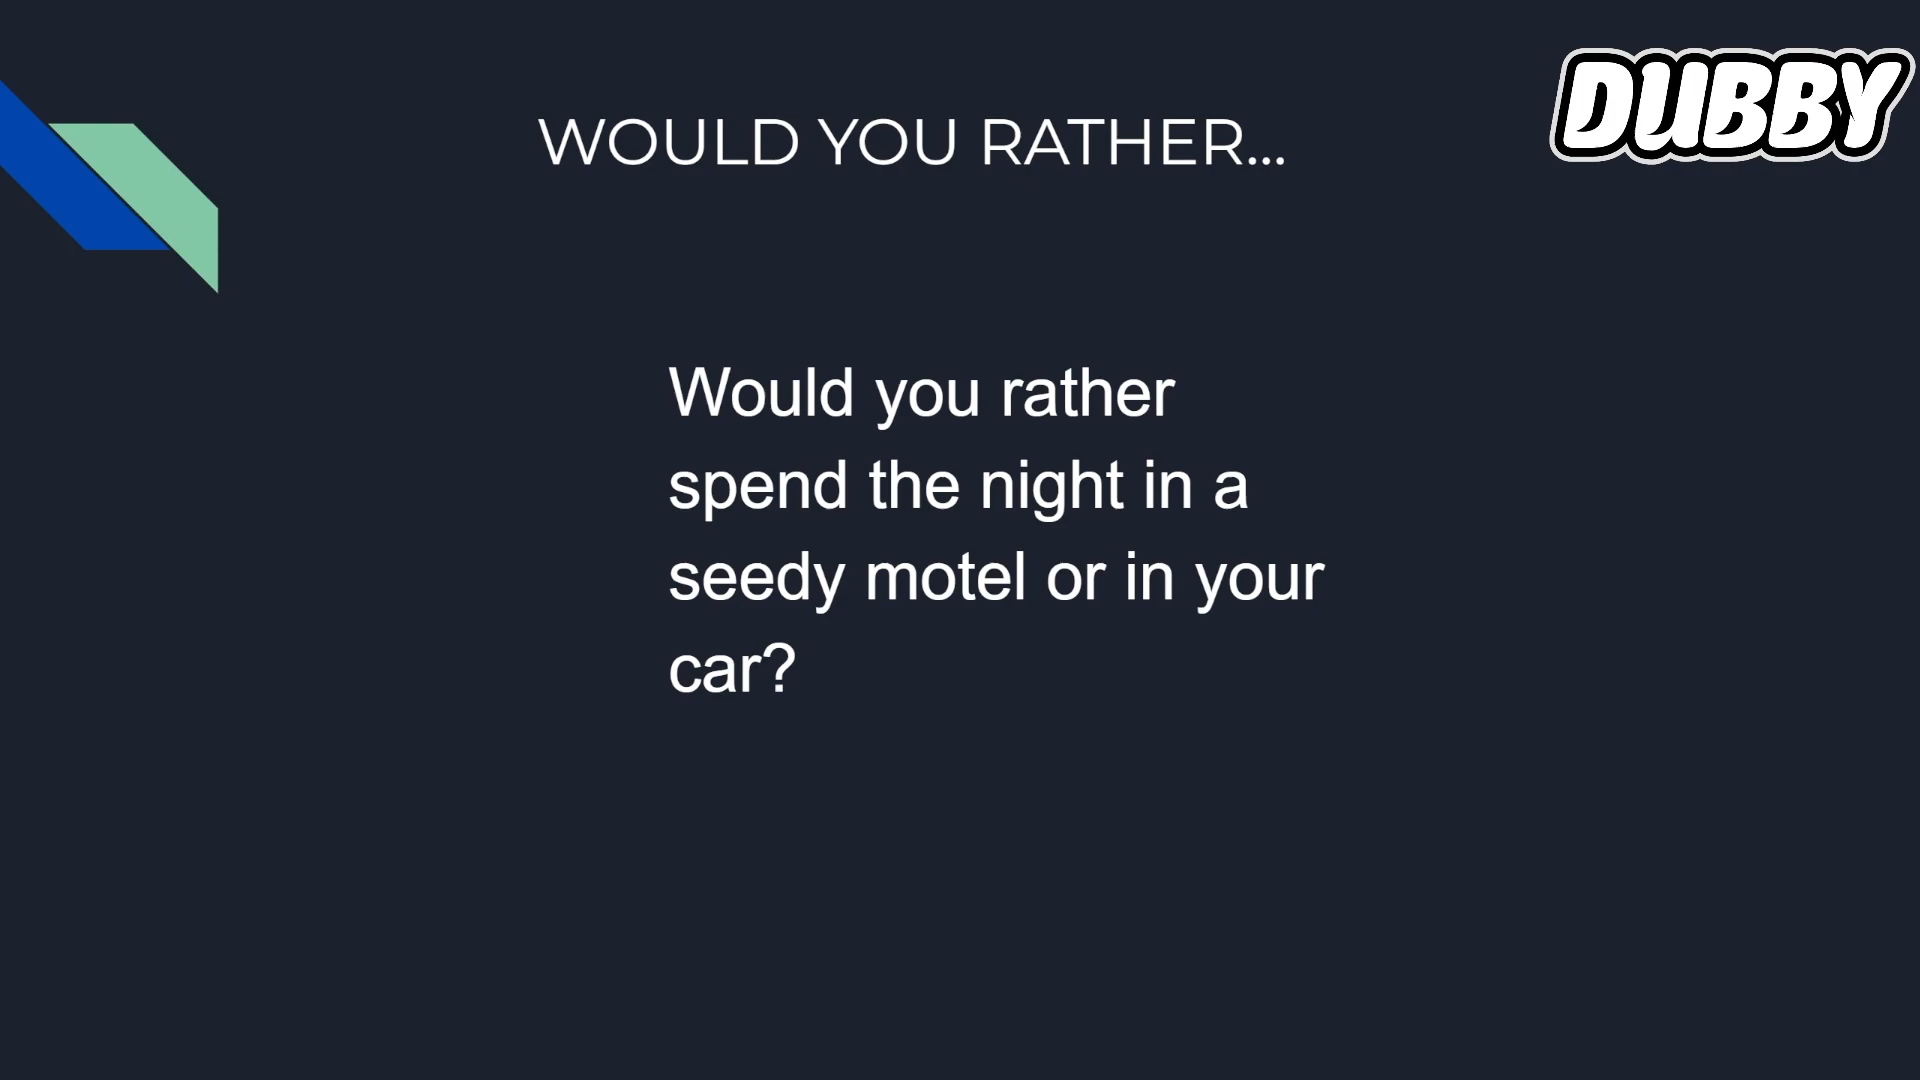 WOULD YOU RATHER...
DUBBY
Would you rather
spend the night in a
seedy motel or in your
car?